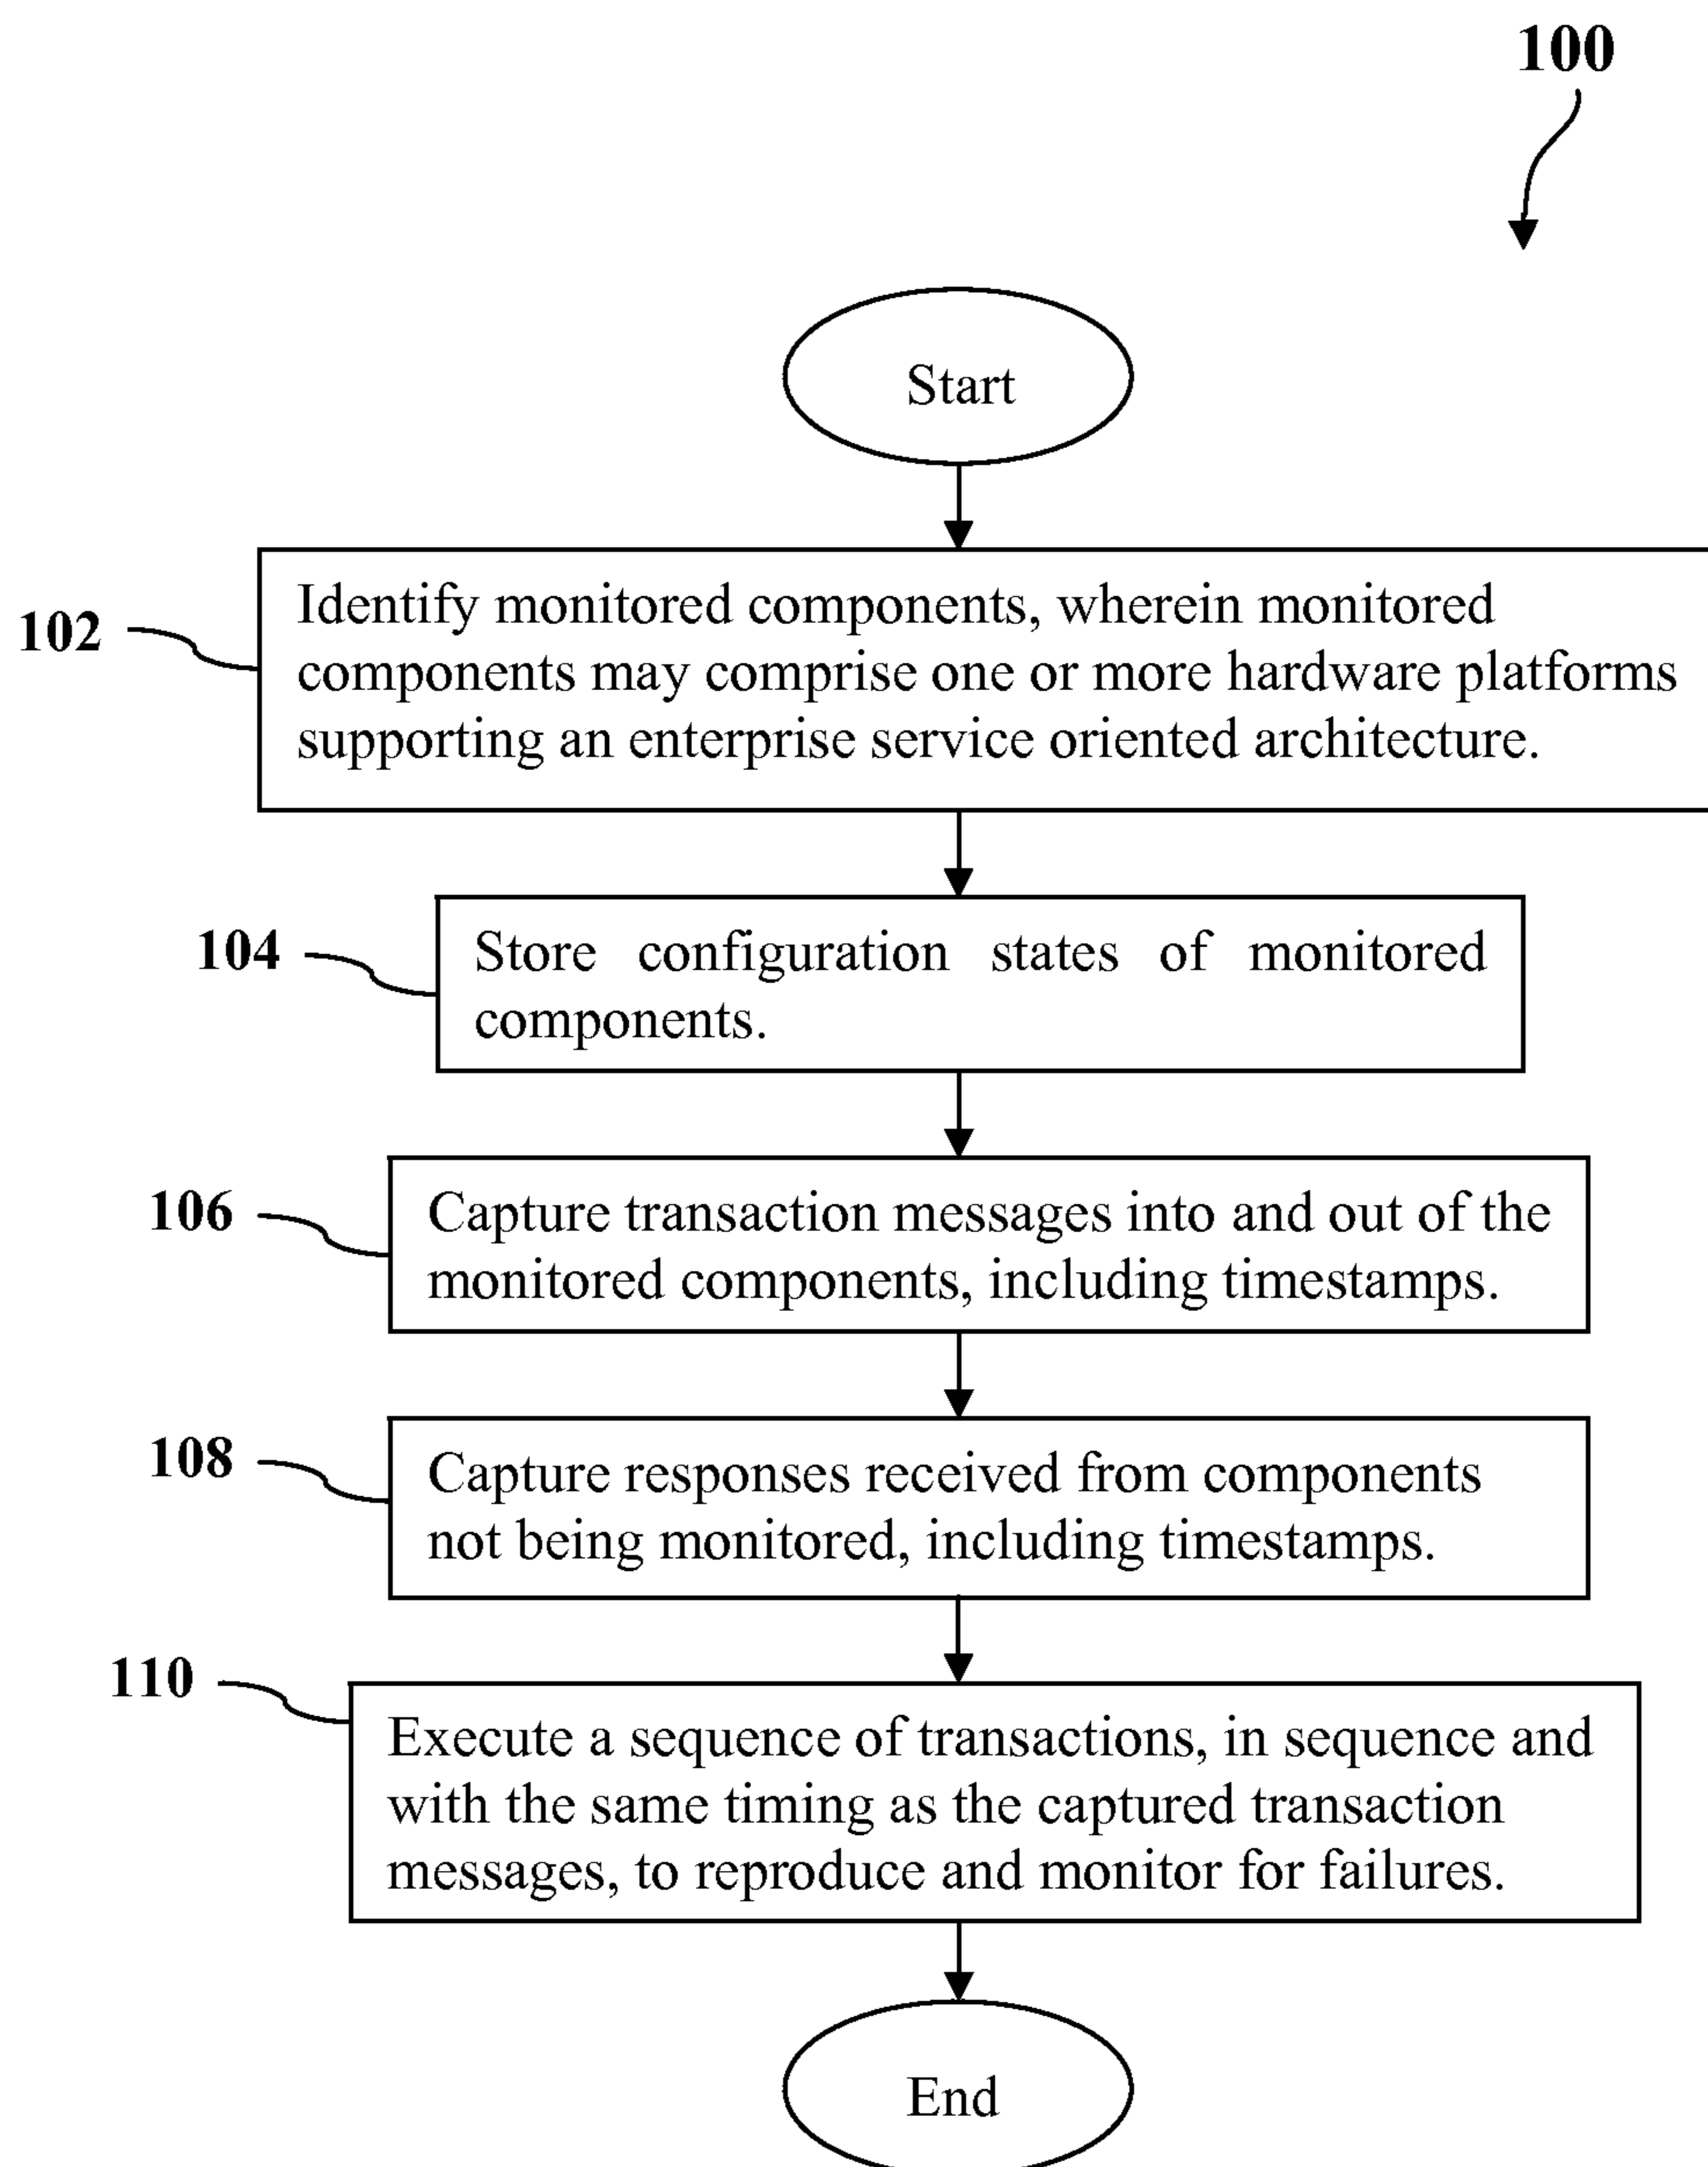 100
Start
102
Identify monitored components, wherein monitored
components may comprise one or more hardware platforms
supporting an enterprise service oriented architecture.
104
Store configuration states of monitored
components.
106
Capture transaction messages into and out of the
monitored components, including timestamps.
108
Capture responses received from components
not being monitored, including timestamps.
110
Execute a sequence of transactions, in sequence and
with the same timing as the captured transaction
messages, to reproduce and monitor for failures.
End